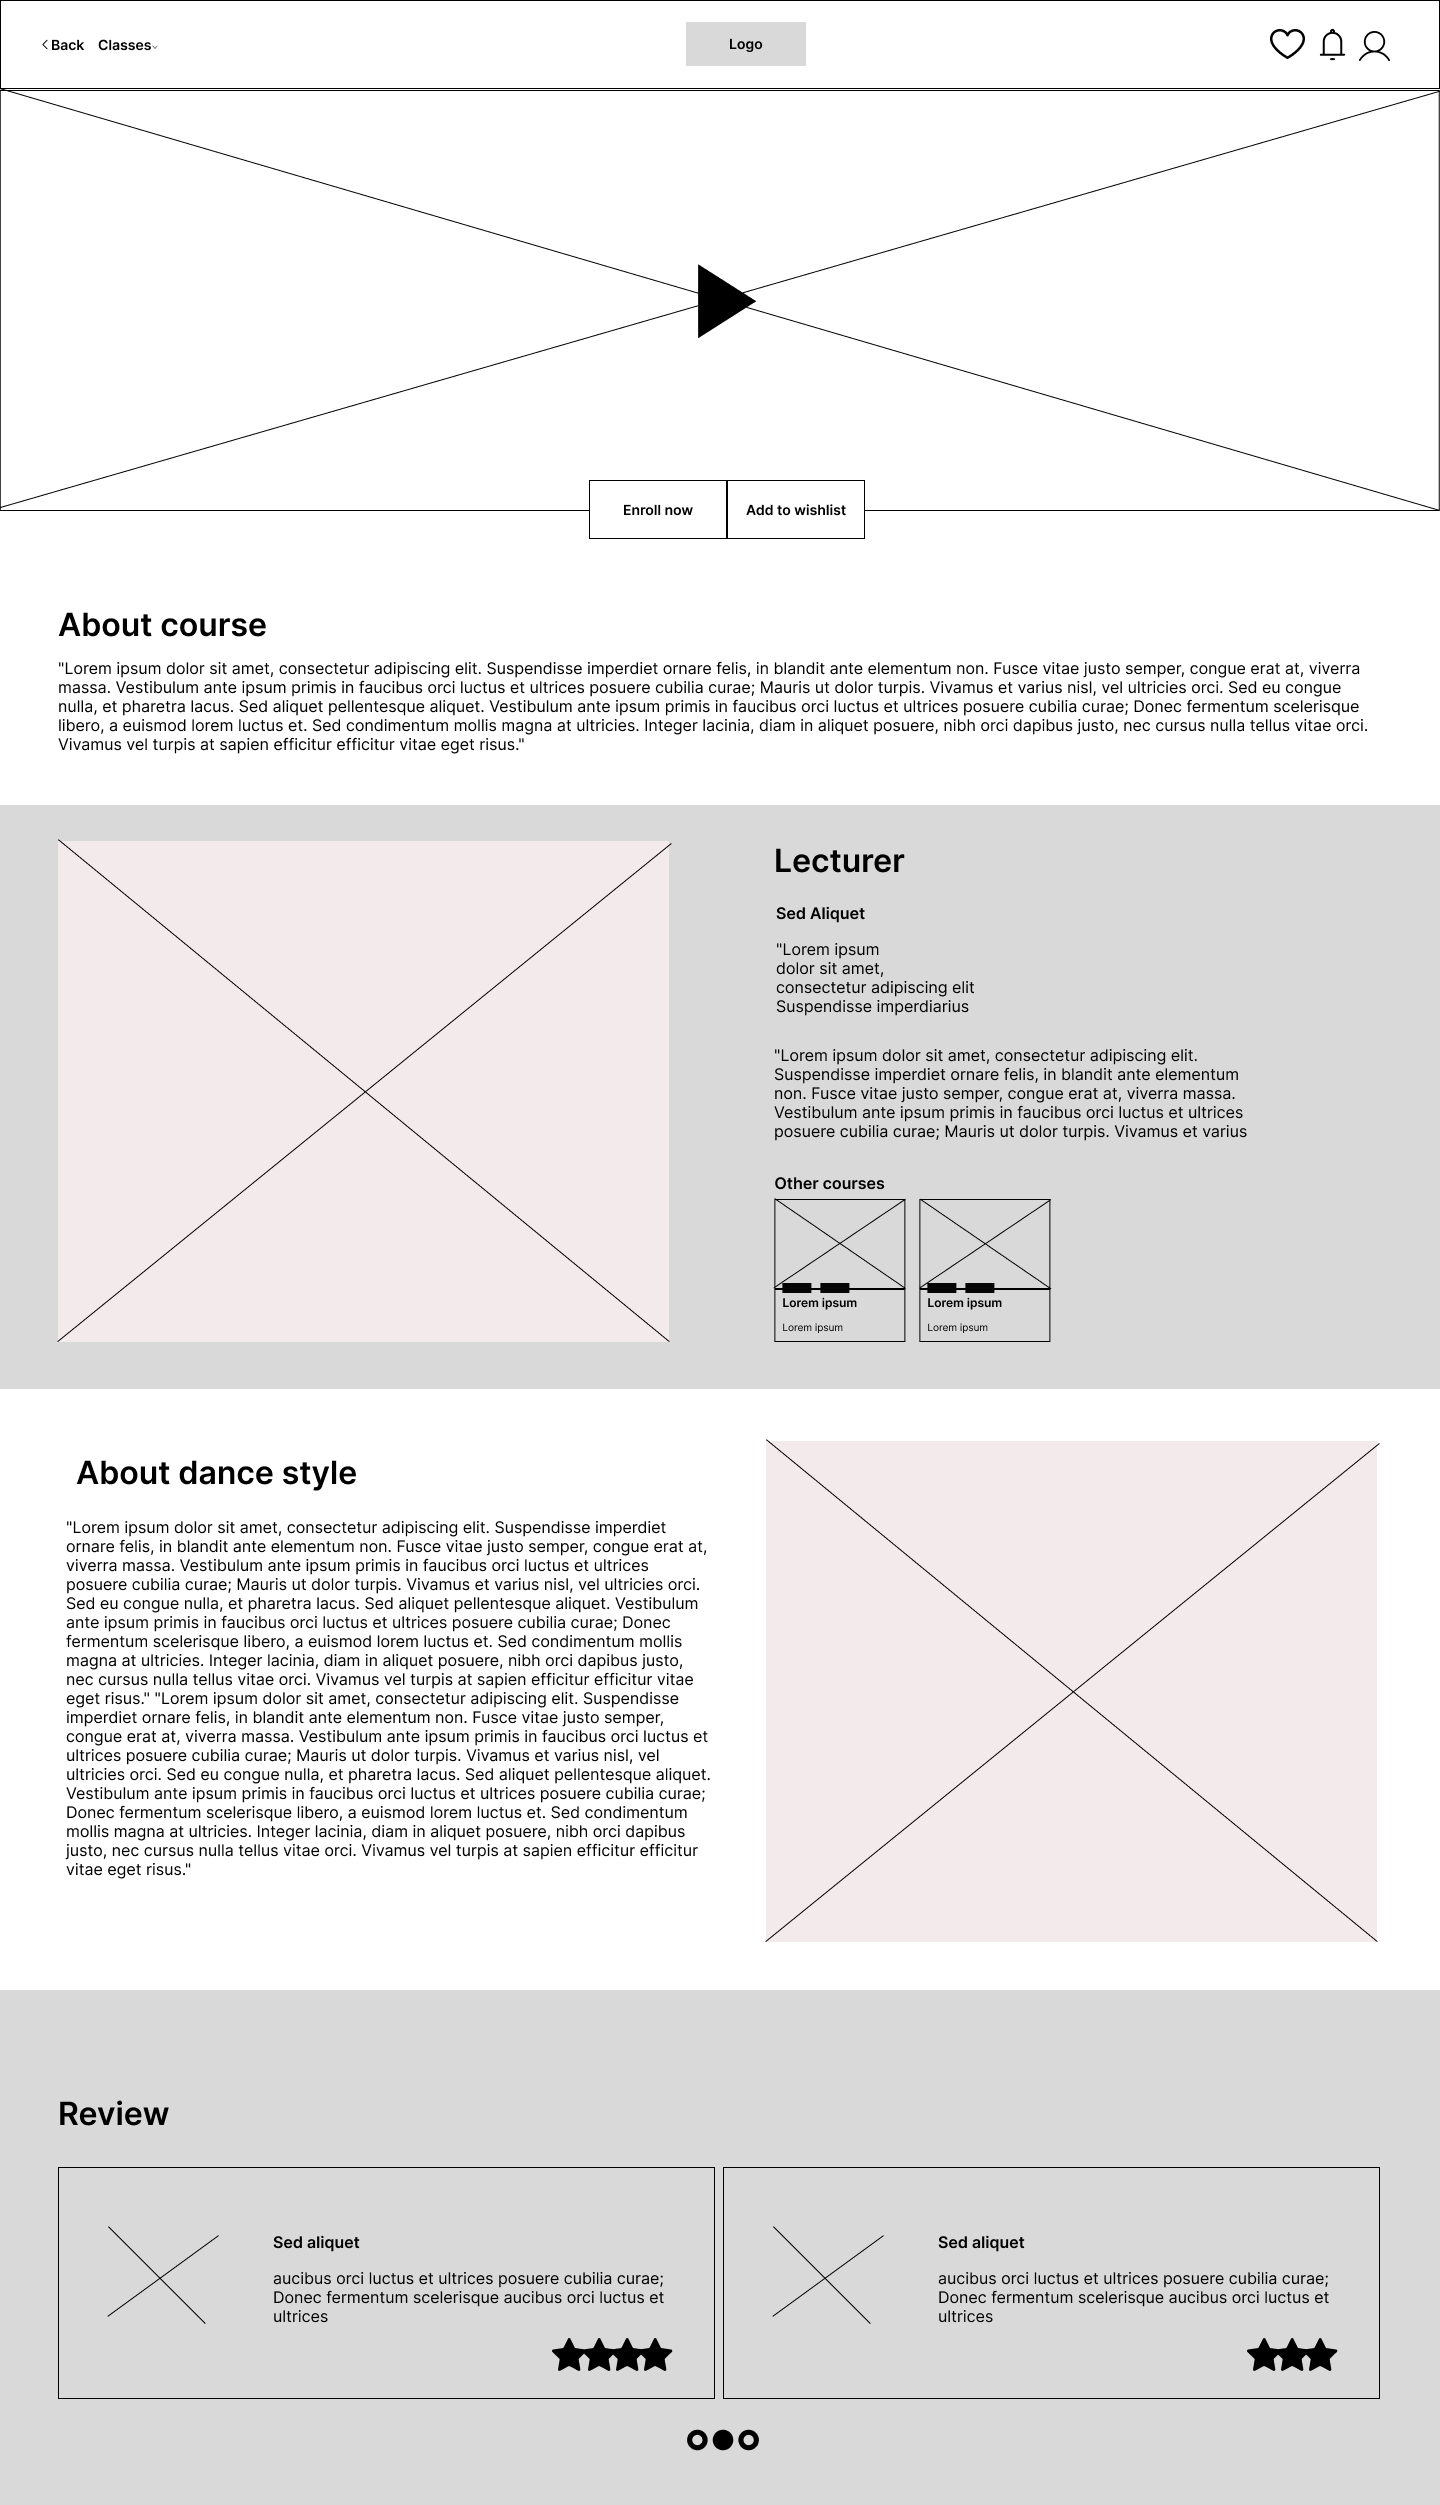 Back Classes
Logo
Enroll now
Add to wishlist
About course
"Lorem ipsum dolor sit amet, consectetur adipiscing elit. Suspendisse imperdiet ornare felis, in blandit ante elementum non. Fusce vitae justo semper, congue erat at, viverra
massa. Vestibulum ante ipsum primis in faucibus orci luctus et ultrices posuere cubilia curae; Mauris ut dolor turpis. Vivamus et varius nisl, vel ultricies orci. Sed eu congue
nulla, et pharetra lacus. Sed aliquet pellentesque aliquet. Vestibulum ante ipsum primis in faucibus orci luctus et ultrices posuere cubilia curae; Donec fermentum scelerisque
libero, a euismod lorem luctus et. Sed condimentum mollis magna at ultricies. Integer lacinia, diam in aliquet posuere, nibh orci dapibus justo, nec cursus nulla tellus vitae orci.
Vivamus vel turpis at sapien efficitur efficitur vitae eget risus."
Lecturer
Sed Aliquet
"Lorem ipsum
dolor sit amet,
consectetur adipiscing elit
Suspendisse imperdiarius
"Lorem ipsum dolor sit amet, consectetur adipiscing elit.
Suspendisse imperdiet ornare felis, in blandit ante elementum
non. Fusce vitae justo semper, congue erat at, viverra massa.
Vestibulum ante ipsum primis in faucibus orci luctus et ultrices
posuere cubilia curae; Mauris ut dolor turpis. Vivamus et varius
Other courses
Lorem ipsum
Lorem ipsum
Lorem ipsum
Lorem ipsum
About dance style
"Lorem ipsum dolor sit amet, consectetur adipiscing elit. Suspendisse imperdiet
ornare felis, in blandit ante elementum non. Fusce vitae justo semper, congue erat at,
viverra massa. Vestibulum ante ipsum primis in faucibus orci luctus et ultrices
posuere cubilia curae; Mauris ut dolor turpis. Vivamus et varius nisl, vel ultricies orci.
Sed eu congue nulla, et pharetra lacus. Sed aliquet pellentesque aliquet. Vestibulum
ante ipsum primis in faucibus orci luctus et ultrices posuere cubilia curae; Donec
fermentum scelerisque libero, a euismod lorem luctus et. Sed condimentum mollis
magna at ultricies. Integer lacinia, diam in aliquet posuere, nibh orci dapibus justo,
nec cursus nulla tellus vitae orci. Vivamus vel turpis at sapien efficitur efficitur vitae
eget risus." "Lorem ipsum dolor sit amet, consectetur adipiscing elit. Suspendisse
imperdiet ornare felis, in blandit ante elementum non. Fusce vitae justo semper,
congue erat at, viverra massa. Vestibulum ante ipsum primis in faucibus orci luctus et
ultrices posuere cubilia curae; Mauris ut dolor turpis. Vivamus et varius nisl, vel
ultricies orci. Sed eu congue nulla, et pharetra lacus. Sed aliquet pellentesque aliquet.
Vestibulum ante ipsum primis in faucibus orci luctus et ultrices posuere cubilia curae;
Donec fermentum scelerisque libero, a euismod lorem luctus et. Sed condimentum
mollis magna at ultricies. Integer lacinia, diam in aliquet posuere, nibh orci dapibus
justo, nec cursus nulla tellus vitae orci. Vivamus vel turpis at sapien efficitur efficitur
vitae eget risus."
Review
Sed aliquet
aucibus orci luctus et ultrices posuere cubilia curae;
Donec fermentum scelerisque aucibus orci luctus et
ultrices
Sed aliquet
aucibus orci luctus et ultrices posuere cubilia curae;
Donec fermentum scelerisque aucibus orci luctus et
ultrices